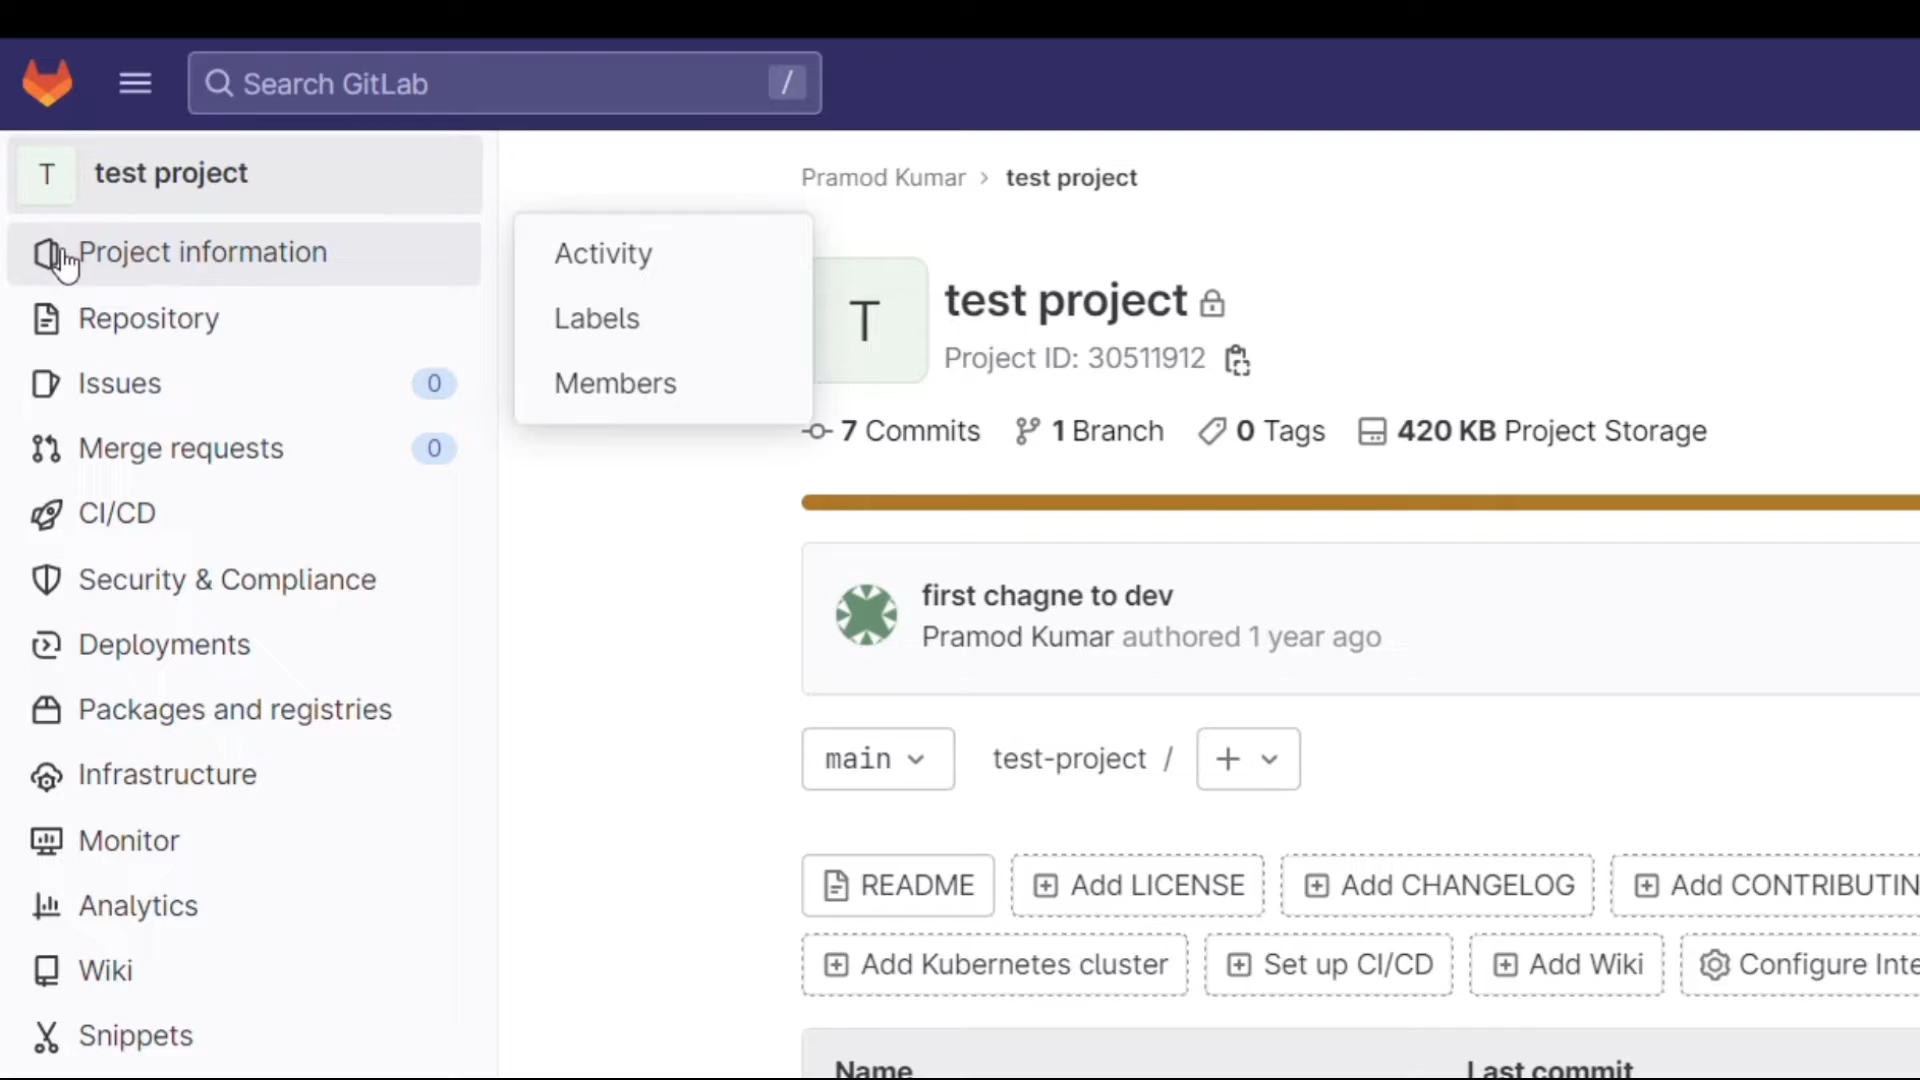 Search GitLab /
T test project
Project information
Repository
Issues 0
Merge requests 0
CI/CD
Security & Compliance
Deployments
Packages and registries
Infrastructure
Monitor
Analytics
Wiki
Snippets
Activity
Labels
Members
Pramod Kumar > test project
T
test project
Project ID: 30511912
7 Commits 1 Branch 0 Tags 420 KB Project Storage
first chagne to dev
Pramod Kumar authored 1 year ago
main test-project / +
README Add LICENSE Add CHANGELOG Add CONTRIBUTIN
Add Kubernetes cluster Set up CI/CD Add Wiki Configure Inte
Name Last commit